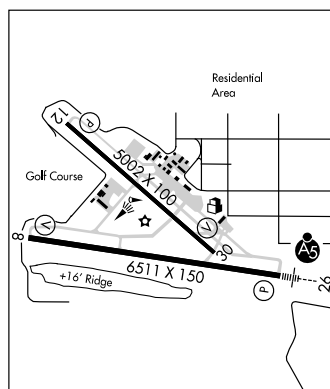 Residential
Area
12
P
5002 X 100
Golf Course
V
8
V
30
A5
+16' Ridge
6511 X 150
P
26